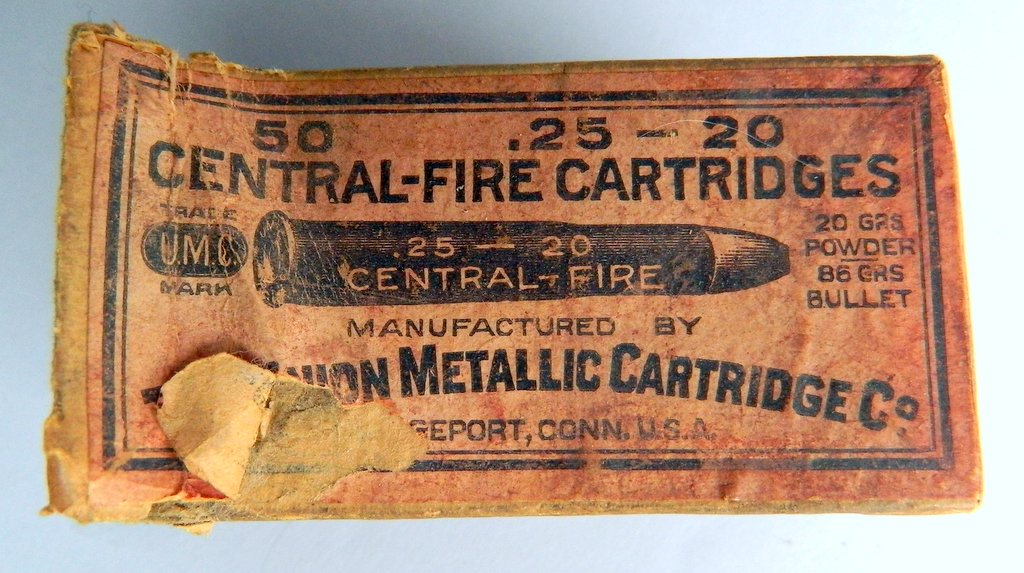 50 .25 — 20
CENTRAL-FIRE CARTRIDGES
TRADE
U.M.C.
MARK
.25 — 20
CENTRAL-FIRE
20 GRS
POWDER
86 GRS
BULLET
MANUFACTURED BY
NION METALLIC CARTRIDGE Co
GEPORT, CONN. U.S.A.